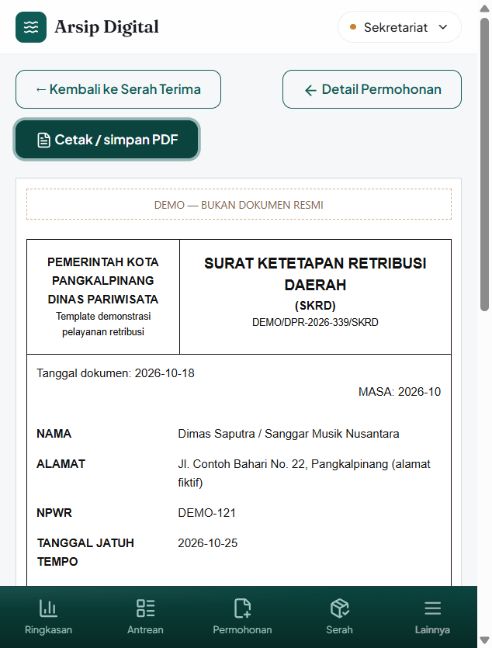 Arsip Digital
Sekretariat
← Kembali ke Serah Terima
← Detail Permohonan
Cetak / simpan PDF
DEMO — BUKAN DOKUMEN RESMI
PEMERINTAH KOTA
PANGKALPINANG
DINAS PARIWISATA
Template demonstrasi
pelayanan retribusi
SURAT KETETAPAN RETRIBUSI
DAERAH
(SKRD)
DEMO/DPR-2026-339/SKRD
Tanggal dokumen: 2026-10-18
MASA: 2026-10
NAMA Dimas Saputra / Sanggar Musik Nusantara
ALAMAT Jl. Contoh Bahari No. 22, Pangkalpinang (alamat
fiktif)
NPWR DEMO-121
TANGGAL JATUH 2026-10-25
TEMPO
Ringkasan Antrean Permohonan Serah Lainnya